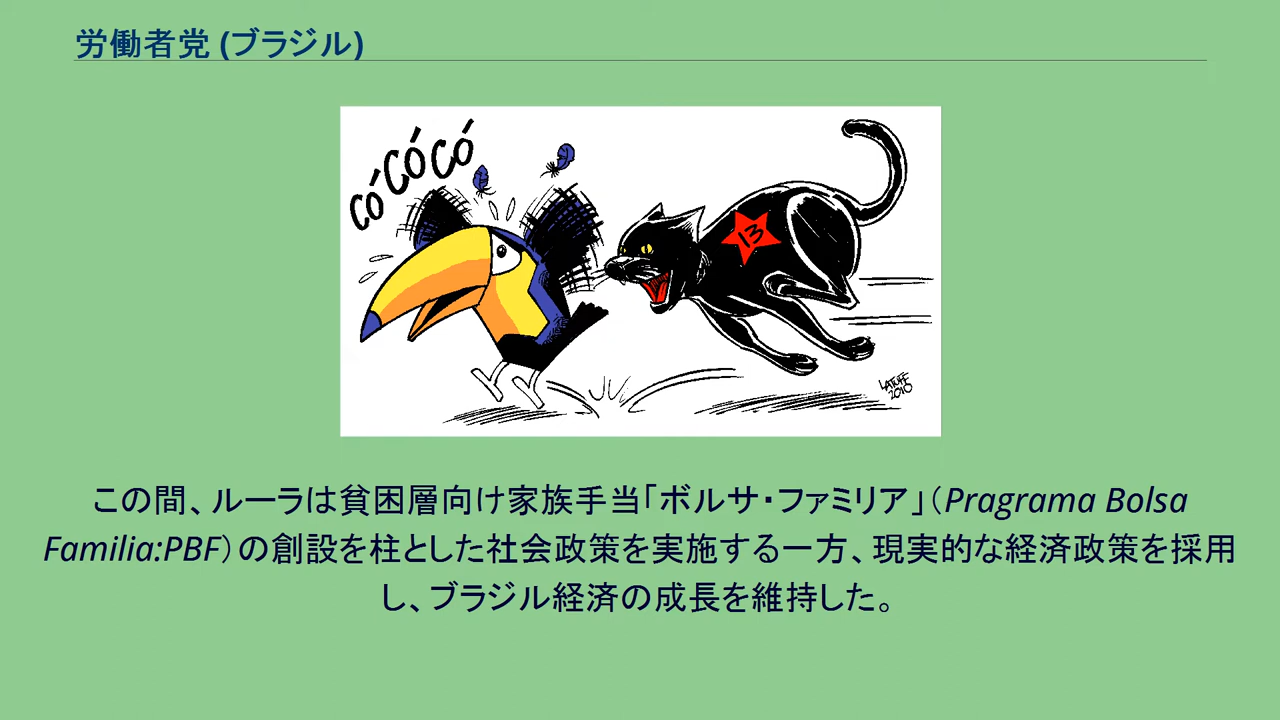 労働者党 (ブラジル)
CÓ CÓ CÓ
13
LATUFF
2010
この間、ルーラは貧困層向け家族手当「ボルサ・ファミリア」（Pragrama Bolsa
Familia:PBF）の創設を柱とした社会政策を実施する一方、現実的な経済政策を採用
し、ブラジル経済の成長を維持した。